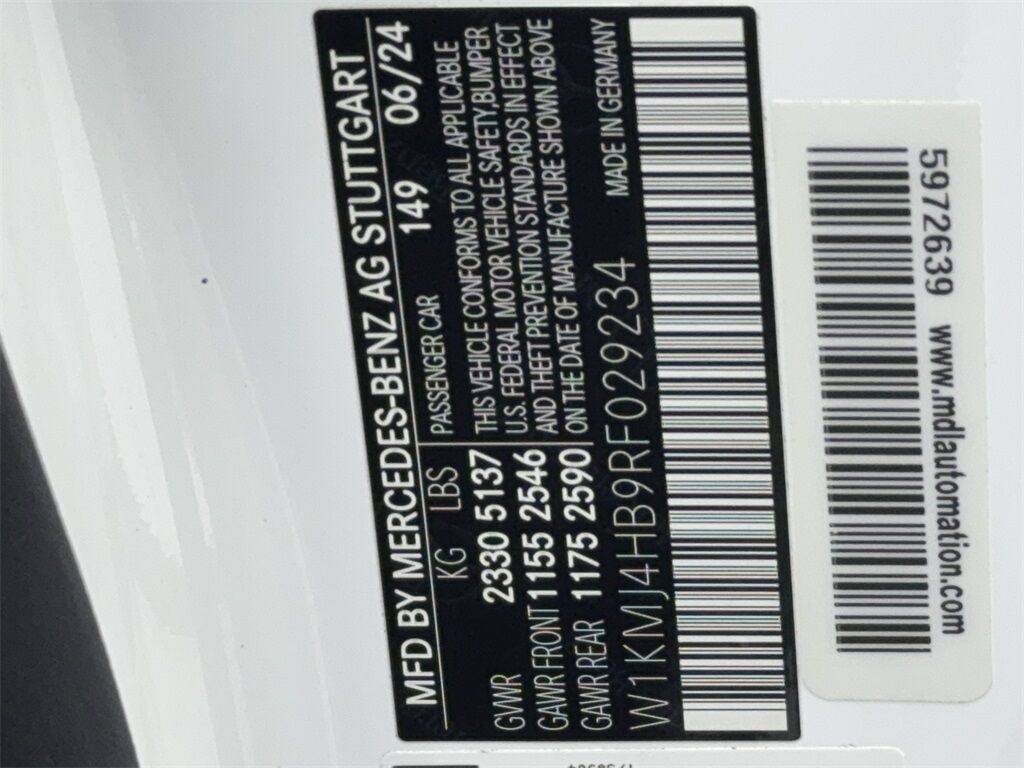 MFD BY MERCEDES-BENZ AG STUTTGART
KG LBS PASSENGER CAR 149 06/24
GVWR 2330 5137
GAWR FRONT 1155 2546
GAWR REAR 1175 2590
THIS VEHICLE CONFORMS TO ALL APPLICABLE
U.S. FEDERAL MOTOR VEHICLE SAFETY, BUMPER
AND THEFT PREVENTION STANDARDS IN EFFECT
ON THE DATE OF MANUFACTURE SHOWN ABOVE
W1KMJ4HB9RF029234 MADE IN GERMANY
5972639 www.mdlautomation.com